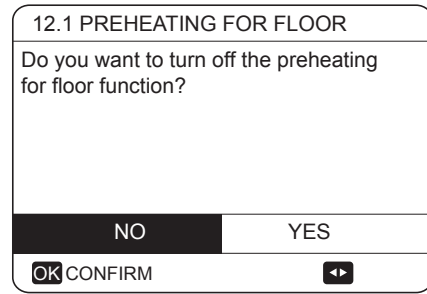 12.1 PREHEATING FOR FLOOR
Do you want to turn off the preheating
for floor function?
NO YES
OK CONFIRM